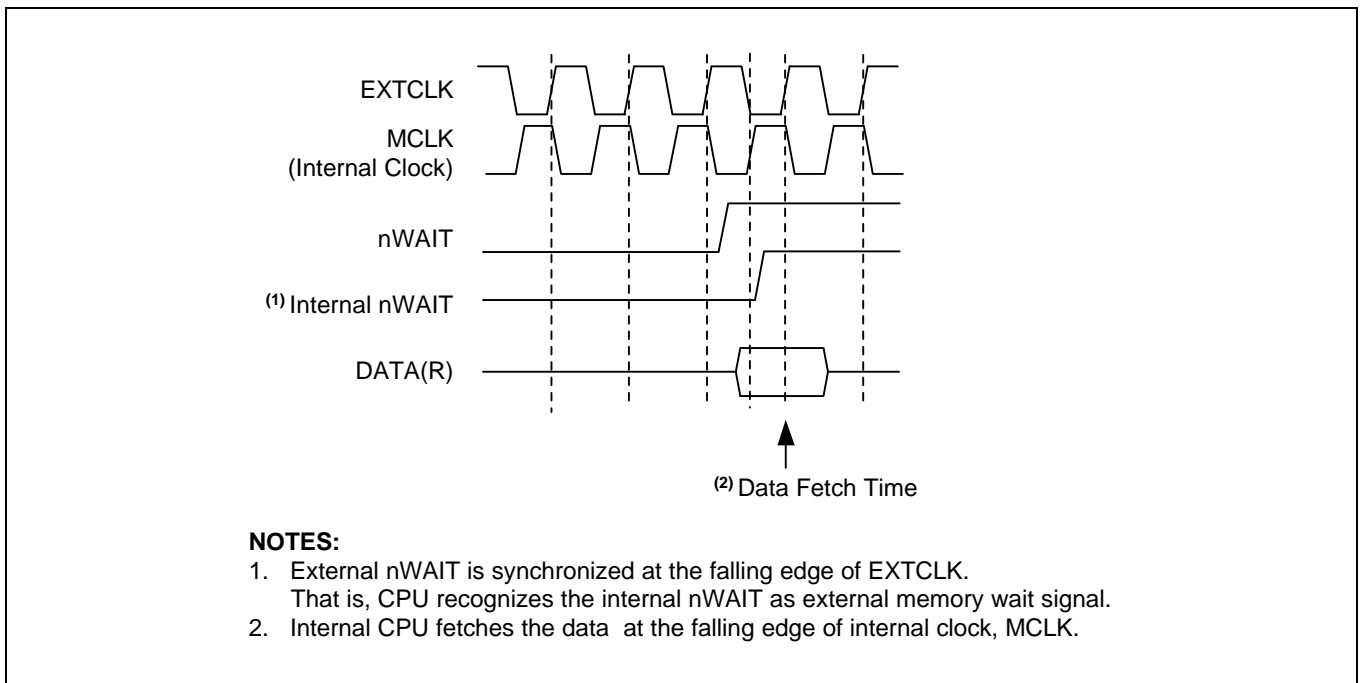 EXTCLK
MCLK
(Internal Clock)
nWAIT
(1) Internal nWAIT
DATA(R)
(2) Data Fetch Time
NOTES:
1. External nWAIT is synchronized at the falling edge of EXTCLK.
That is, CPU recognizes the internal nWAIT as external memory wait signal.
2. Internal CPU fetches the data at the falling edge of internal clock, MCLK.